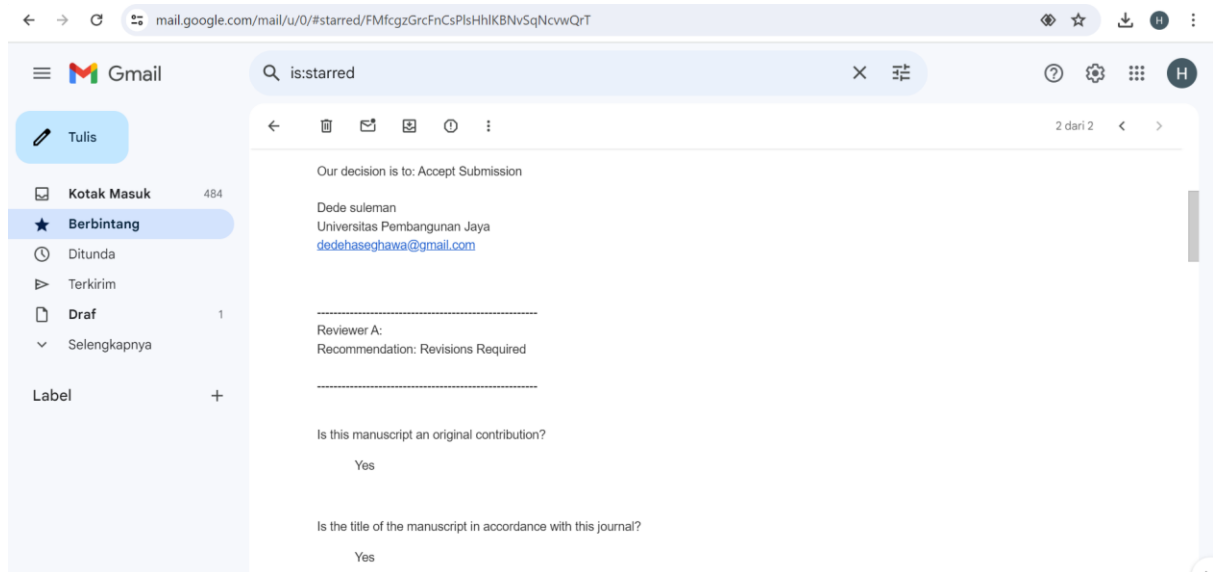 mail.google.com/mail/u/0/#starred/FMfcgzGrcFnCsPlsHhlKBNvSqNcvwQrT
H
Gmail
is:starred
H
Tulis
2 dari 2
Kotak Masuk 484
Berbintang
Ditunda
Terkirim
Draf 1
Selengkapnya
Label +
Our decision is to: Accept Submission
Dede suleman
Universitas Pembangunan Jaya
dedehaseghawa@gmail.com
------------------------------------------------------
Reviewer A:
Recommendation: Revisions Required
------------------------------------------------------
Is this manuscript an original contribution?
Yes
Is the title of the manuscript in accordance with this journal?
Yes